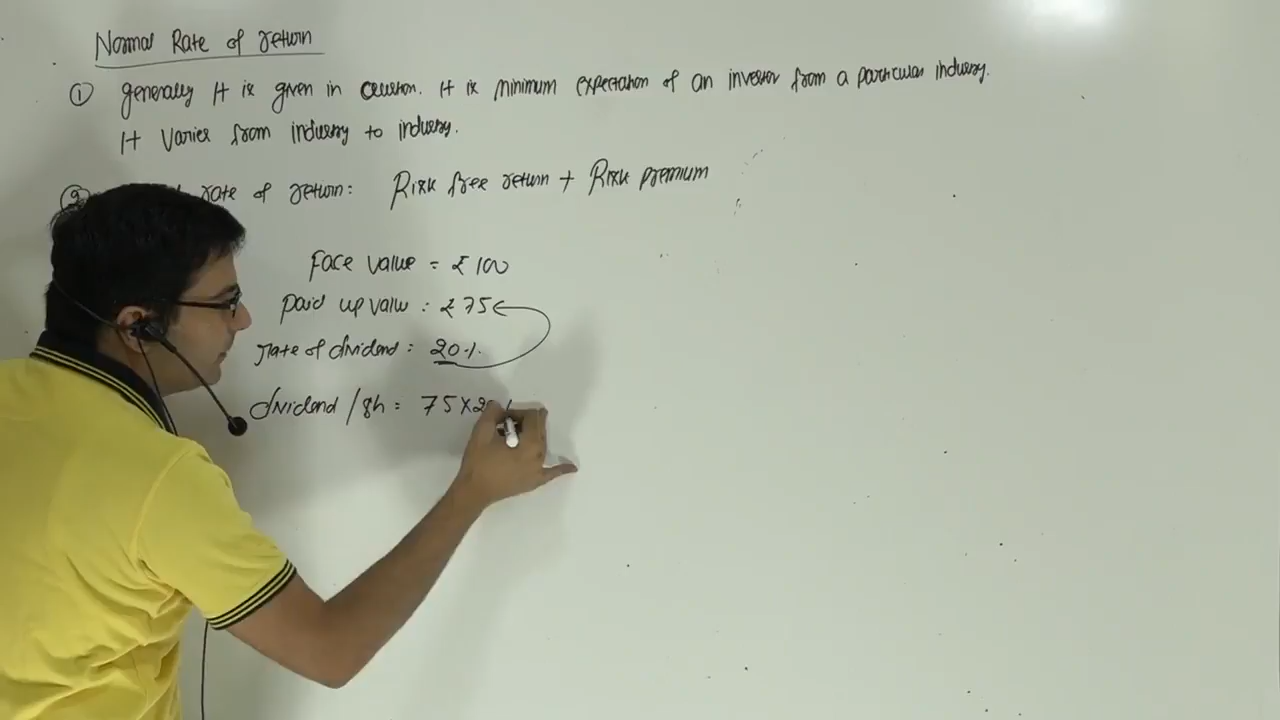 Normal Rate of return
① generally It is given in Question. It is minimum expectation of an investor from a particular industry.
It varies from industry to industry.
rate of return: Risk free return + Risk premium
Face value = ₹100
paid up value : ₹75
rate of dividend : 20%.
dividend / sh = 75×20%